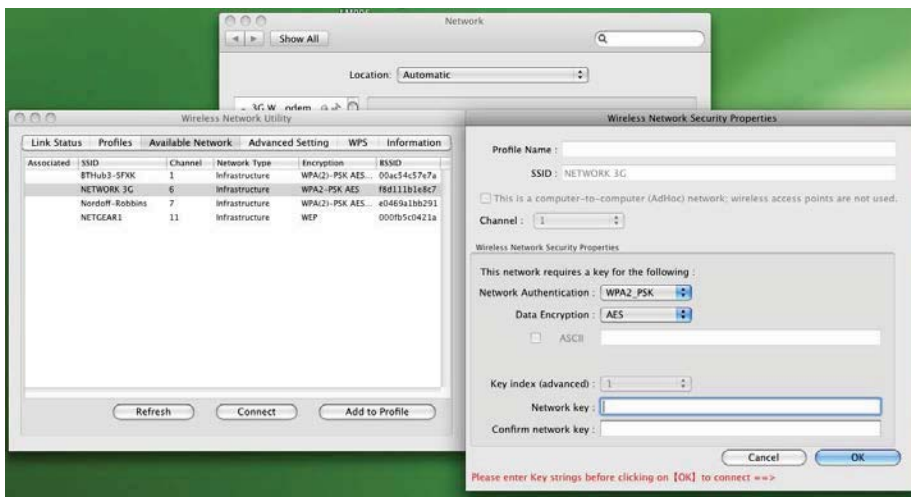 Network
Show All
Location: Automatic
Wireless Network Utility
Link Status Profiles Available Network Advanced Setting WPS Information
Associated SSID Channel Network Type Encryption BSSID
BTHub3-5FXK 1 Infrastructure WPA(2)-PSK AES... 00ac54c57e7a
NETWORK 3G 6 Infrastructure WPA2-PSK AES f8d111b1e8c7
Nordoff-Robbins 7 Infrastructure WPA(2)-PSK AES... e0469a1bb291
NETGEAR1 11 Infrastructure WEP 000fb5c0421a
Refresh Connect Add to Profile
Wireless Network Security Properties
Profile Name :
SSID : NETWORK 3G
This is a computer-to-computer (AdHoc) network; wireless access points are not used.
Channel : 1
Wireless Network Security Properties
This network requires a key for the following :
Network Authentication : WPA2_PSK
Data Encryption : AES
ASCII
Key index (advanced) : 1
Network key :
Confirm network key :
Cancel OK
Please enter Key strings before clicking on [OK] to connect ==>